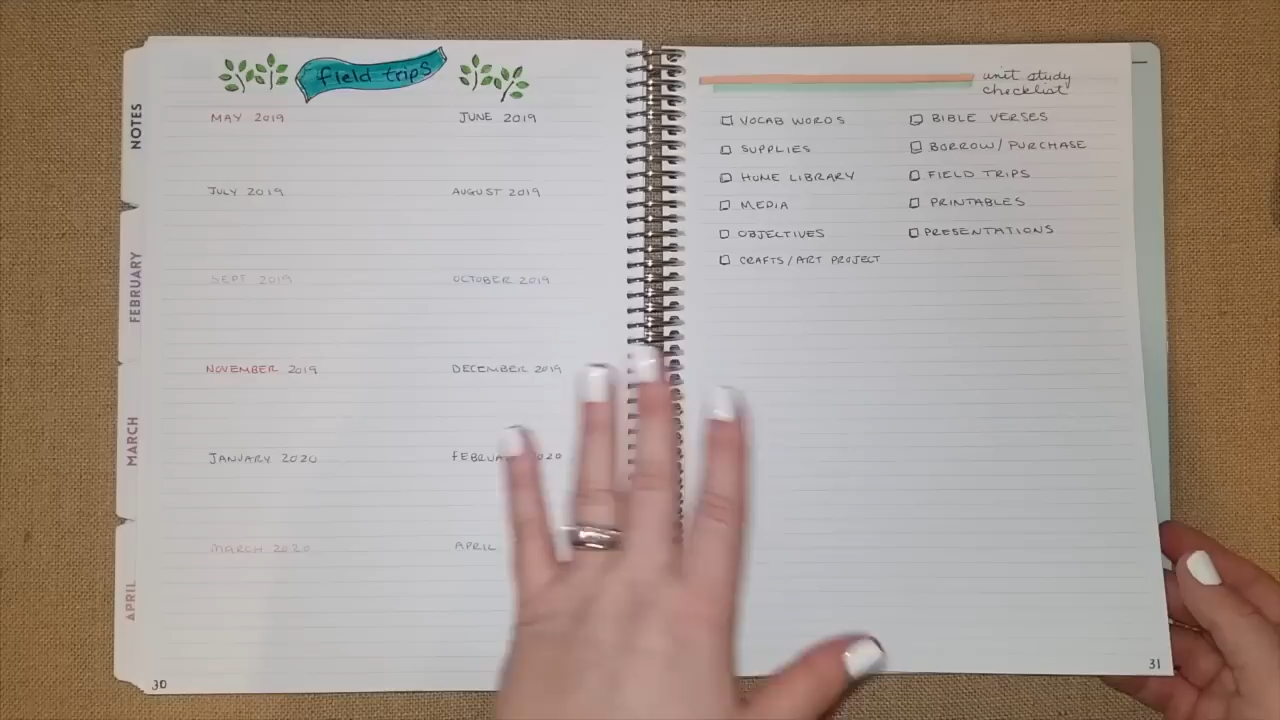 NOTES
FEBRUARY
MARCH
APRIL
field trips
MAY 2019 JUNE 2019
JULY 2019 AUGUST 2019
SEPT 2019 OCTOBER 2019
NOVEMBER 2019 DECEMBER 2019
JANUARY 2020 20
MARCH 2020 APRIL
30
unit study
checklist
VOCAB WORDS BIBLE VERSES
SUPPLIES BORROW/PURCHASE
HOME LIBRARY FIELD TRIPS
MEDIA PRINTABLES
OBJECTIVES PRESENTATIONS
CRAFTS/ART PROJECT
31